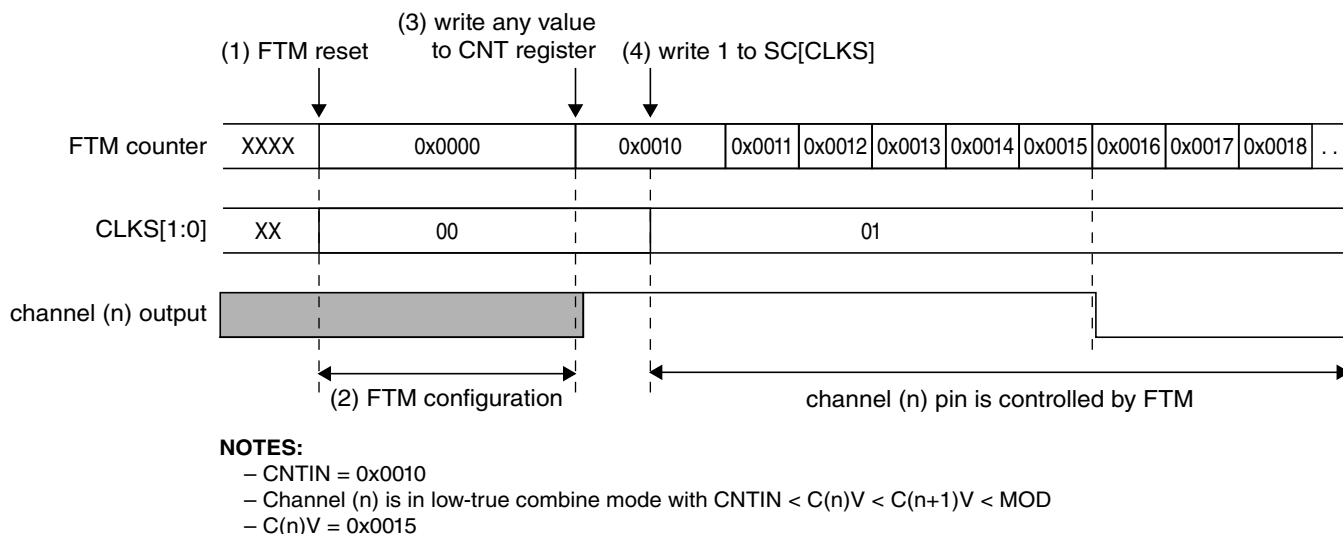 (3) write any value
(1) FTM reset to CNT register (4) write 1 to SC[CLKS]
FTM counter XXXX 0x0000 0x0010 0x0011 0x0012 0x0013 0x0014 0x0015 0x0016 0x0017 0x0018 . .
CLKS[1:0] XX 00 01
channel (n) output
(2) FTM configuration channel (n) pin is controlled by FTM
NOTES:
– CNTIN = 0x0010
– Channel (n) is in low-true combine mode with CNTIN < C(n)V < C(n+1)V < MOD
– C(n)V = 0x0015